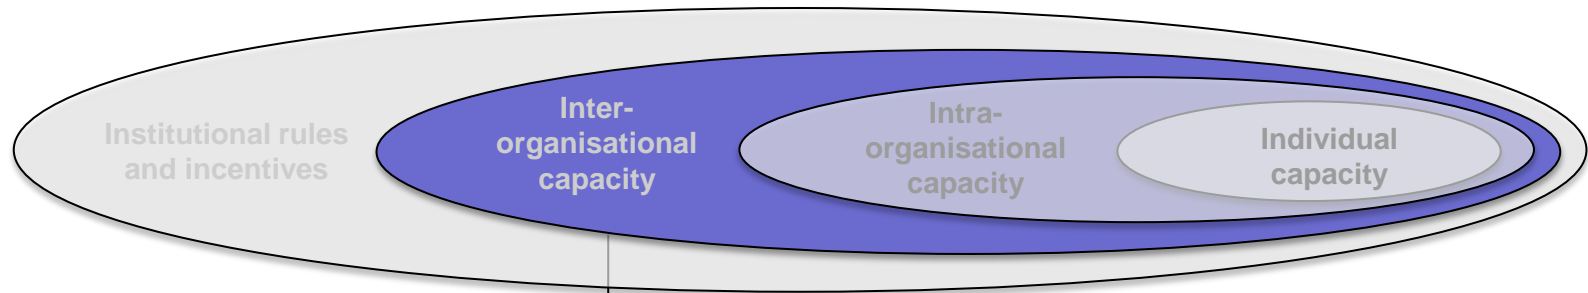 Institutional rules
and incentives
Inter-
organisational
capacity
Intra-
organisational
capacity
Individual
capacity